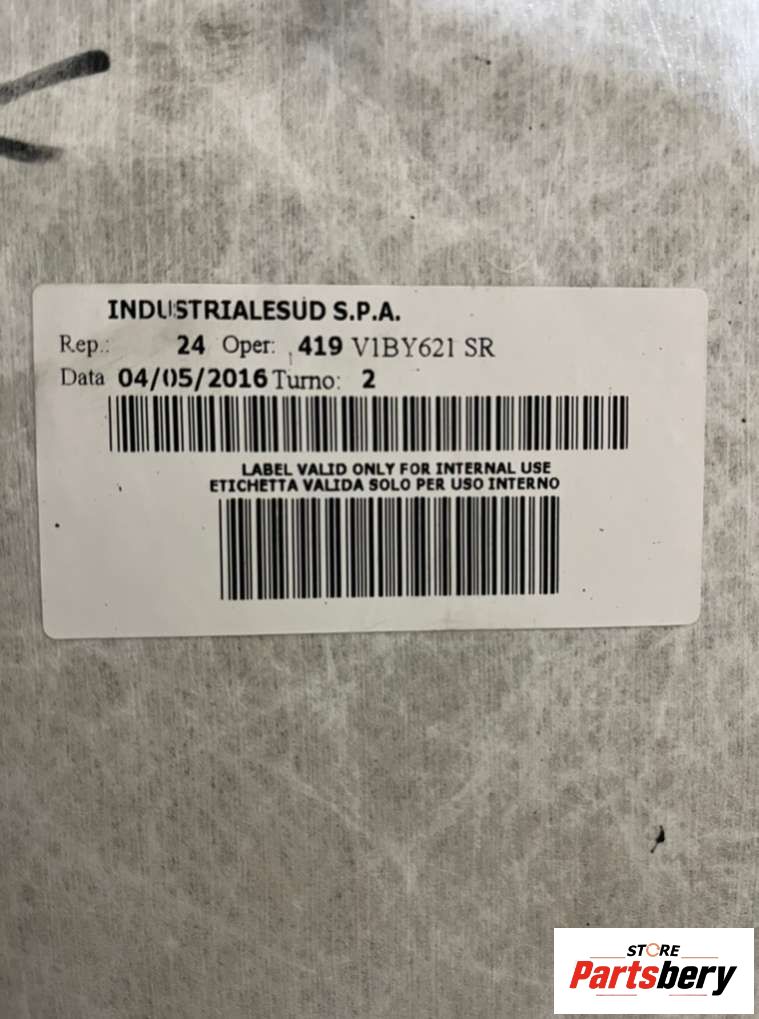 INDUSTRIALESUD S.P.A.
Rep.: 24 Oper: 419 V1BY621 SR
Data 04/05/2016 Turno: 2
LABEL VALID ONLY FOR INTERNAL USE
ETICHETTA VALIDA SOLO PER USO INTERNO
STORE
Partsbery